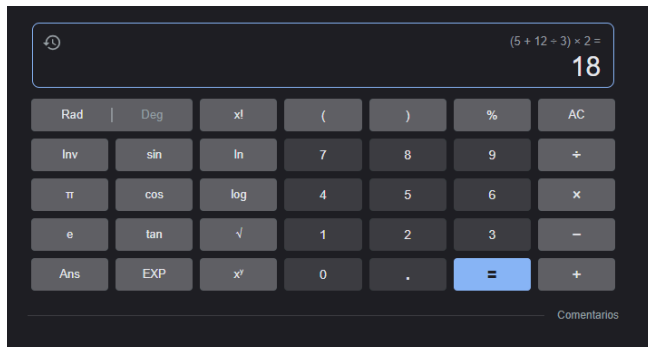 (5 + 12 ÷ 3) × 2 =
18
Rad | Deg x! ( ) % AC
Inv sin ln 7 8 9 ÷
π cos log 4 5 6 ×
e tan √ 1 2 3 −
Ans EXP xʸ 0 . = +
Comentarios